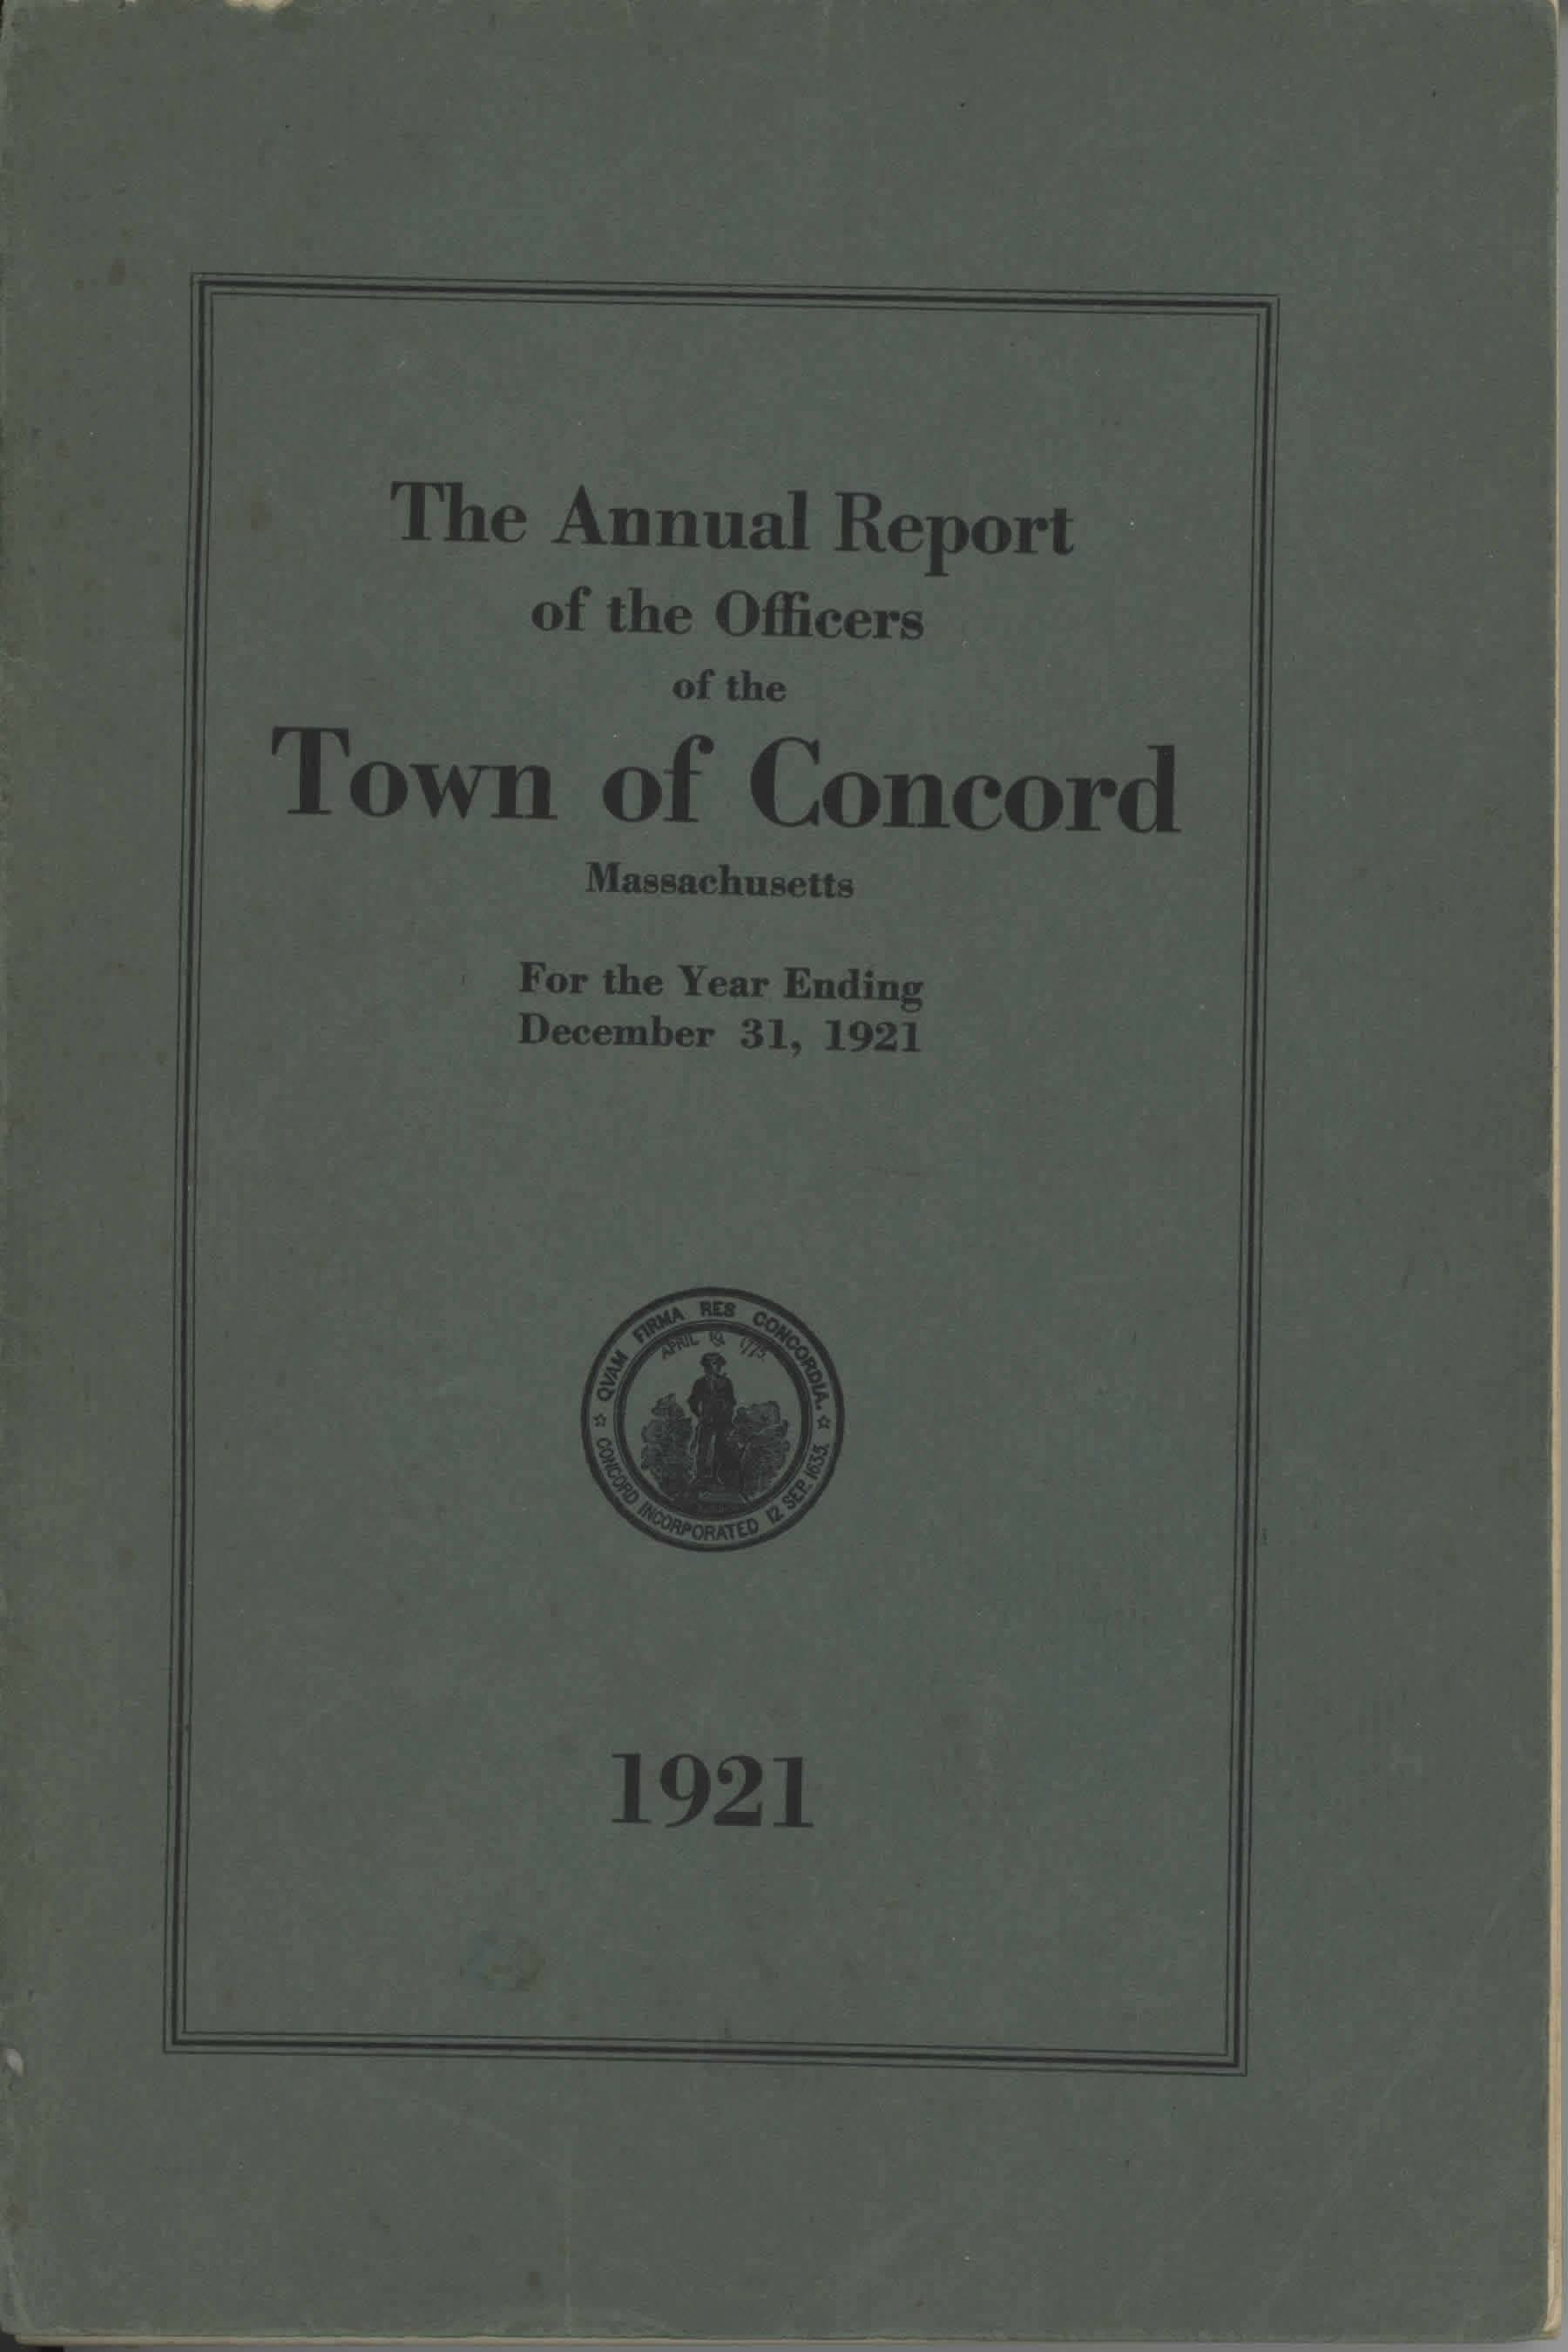 The Annual Report
of the Officers
of the
Town of Concord
Massachusetts
For the Year Ending
December 31, 1921
QVAM FIRMA RES CONCORDIA.
APRIL 19 1775
CONCORD INCORPORATED 12 SEP. 1635.
1921